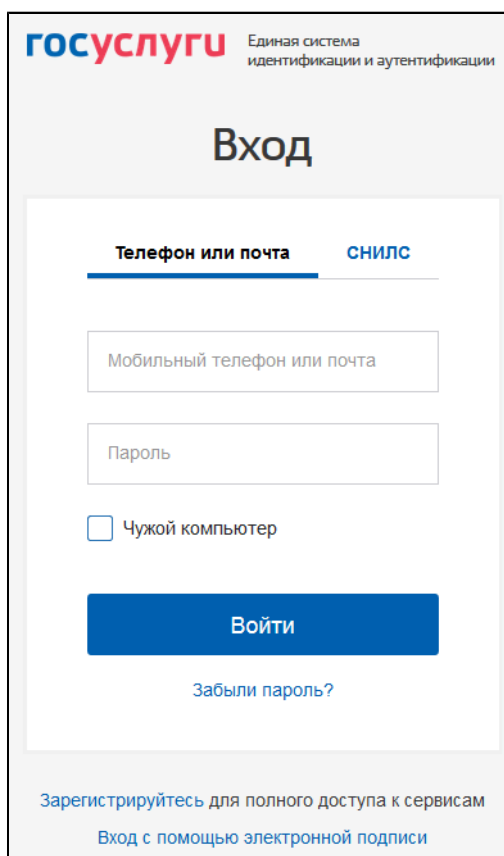 госуслуги
Единая система
идентификации и аутентификации
Вход
Телефон или почта СНИЛС
Мобильный телефон или почта
Пароль
Чужой компьютер
Войти
Забыли пароль?
Зарегистрируйтесь для полного доступа к сервисам
Вход с помощью электронной подписи